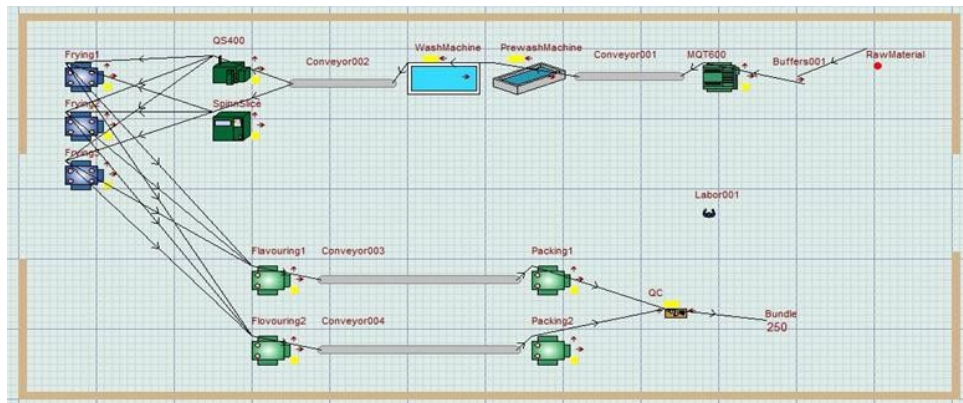 QS400
WashMachine
PrewashMachine
Conveyor001
MQT600
RawMaterial
Frying1
Conveyor002
Buffers001
Frying2
SpinnSlice
Frying3
Labor001
Flavouring1
Conveyor003
Packing1
QC
Flovouring2
Conveyor004
Packing2
Bundle
250